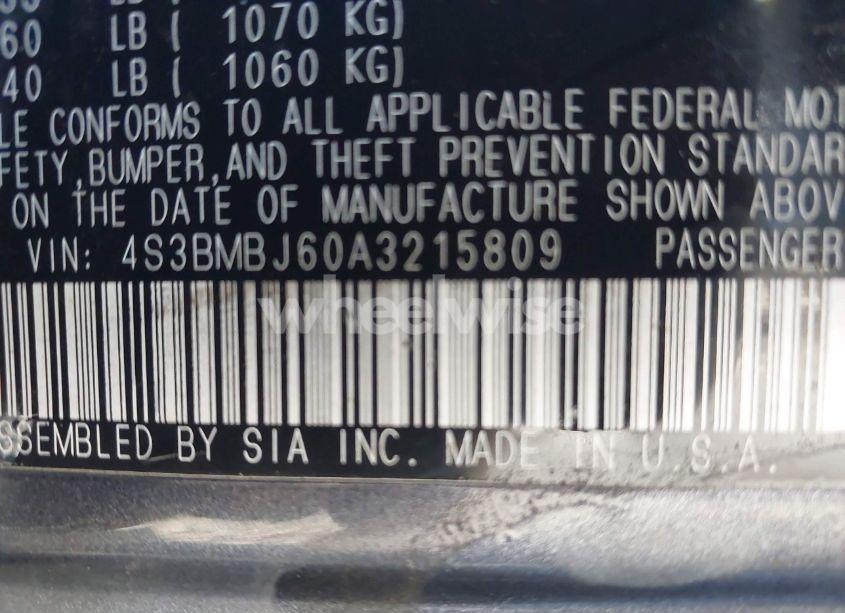 60 LB ( 1070 KG)
40 LB ( 1060 KG)
LE CONFORMS TO ALL APPLICABLE FEDERAL MOT
FETY,BUMPER,AND THEFT PREVENTION STANDAR
ON THE DATE OF MANUFACTURE SHOWN ABOV
VIN: 4S3BMBJ60A3215809 PASSENGER
wheelwise
SSEMBLED BY SIA INC. MADE IN U.S.A.